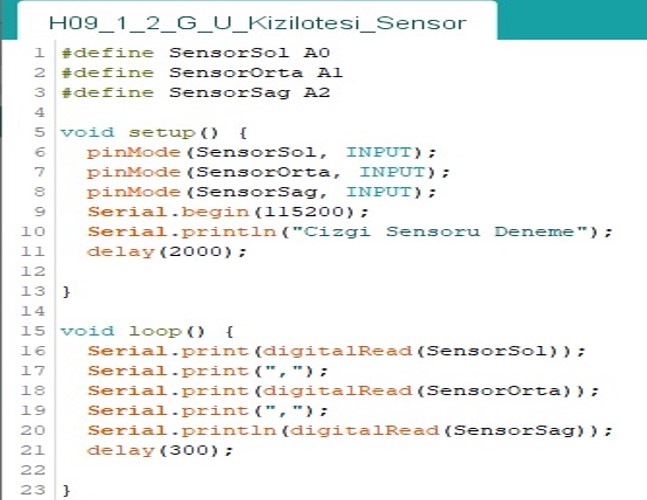 H09_1_2_G_U_Kizilotesi_Sensor
1 #define SensorSol A0
2 #define SensorOrta A1
3 #define SensorSag A2
4
5 void setup() {
6 pinMode(SensorSol, INPUT);
7 pinMode(SensorOrta, INPUT);
8 pinMode(SensorSag, INPUT);
9 Serial.begin(115200);
10 Serial.println("Cizgi Sensoru Deneme");
11 delay(2000);
12
13 }
14
15 void loop() {
16 Serial.print(digitalRead(SensorSol));
17 Serial.print(",");
18 Serial.print(digitalRead(SensorOrta));
19 Serial.print(",");
20 Serial.println(digitalRead(SensorSag));
21 delay(300);
22
23 }